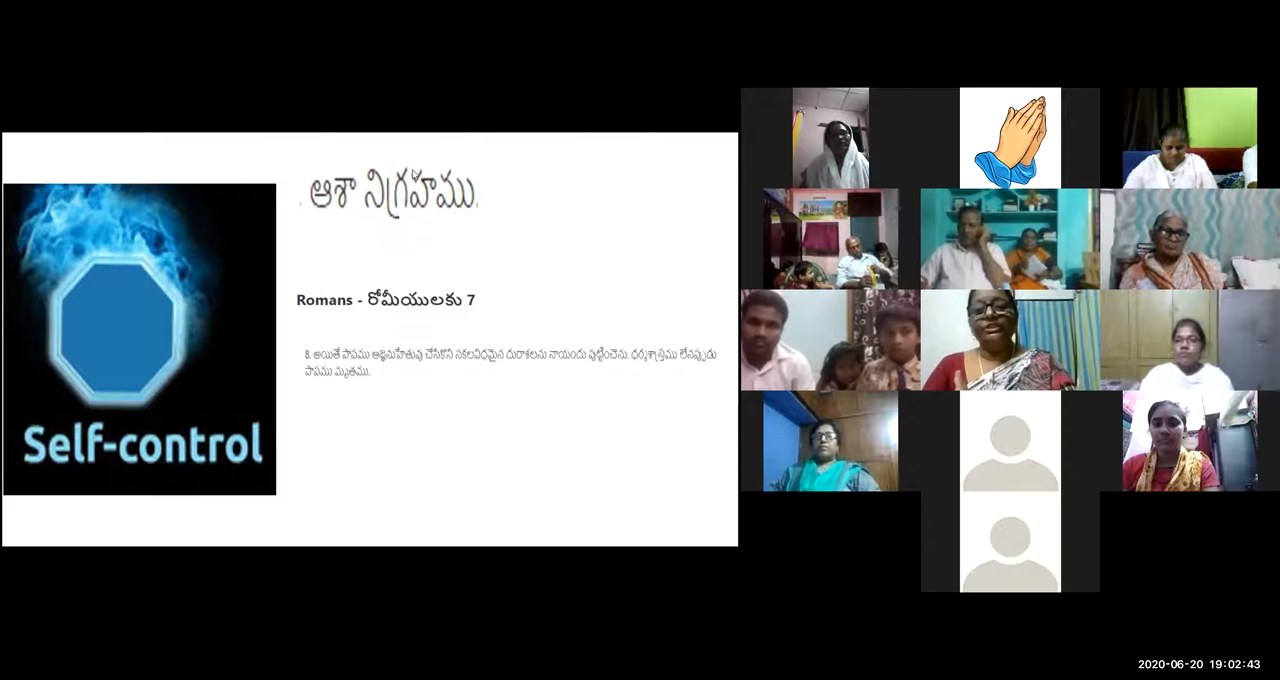 . ఆశా నిగ్రహము.
Romans - రోమీయులకు 7
8. అయితే పాపము ఆజ్ఞనుహేతువు చేసికొని సకలవిధమైన దురాశలను నాయందు పుట్టించెను. ధర్మశాస్త్రము లేనప్పుడు
పాపము మృతము.
Self-control
2020-06-20 19:02:43